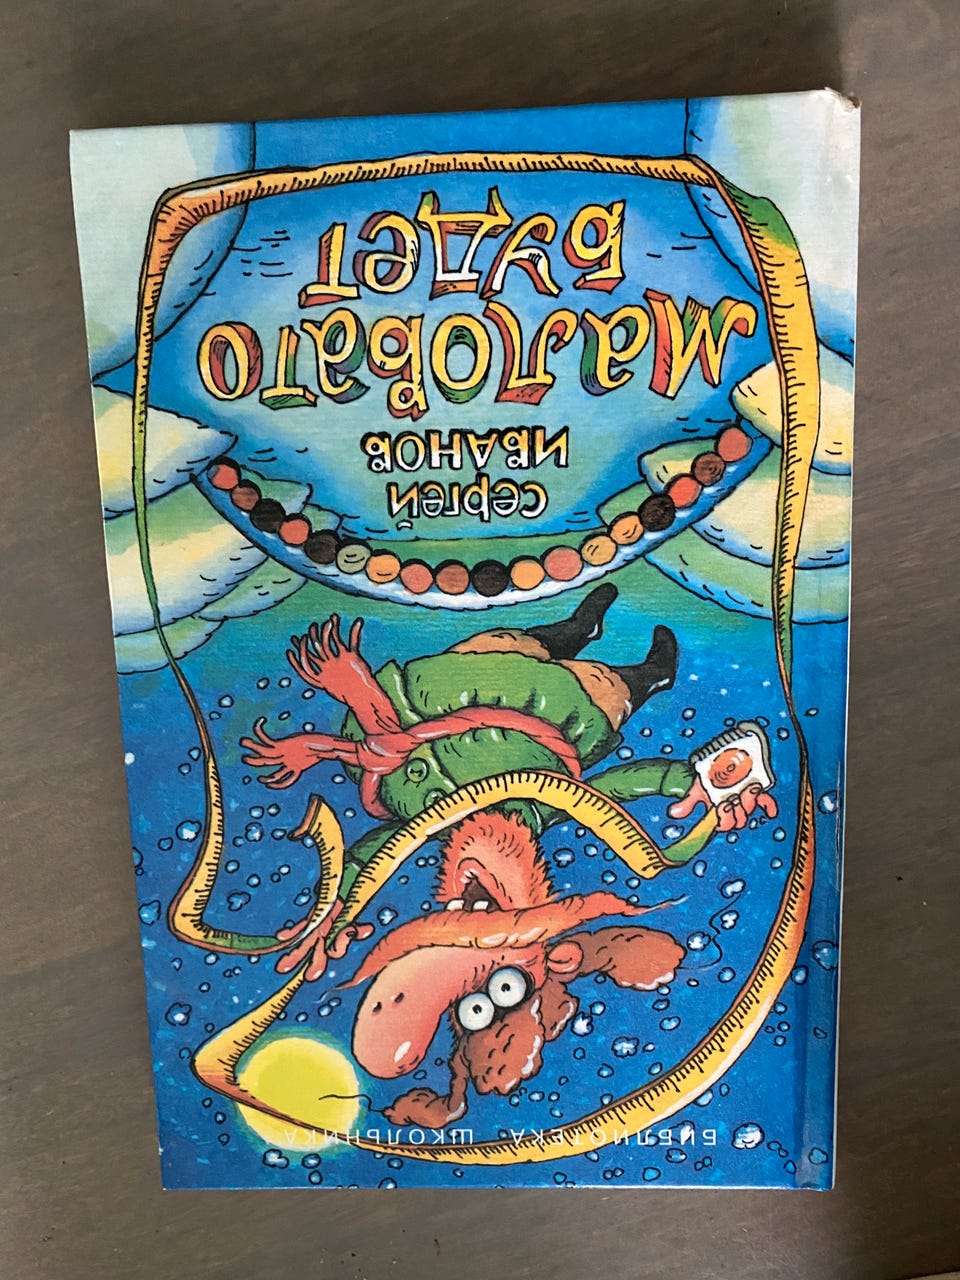 БИБЛИОТЕКА ШКОЛЬНИКА
Сергей
ИВАНОВ
Маловато
Будет